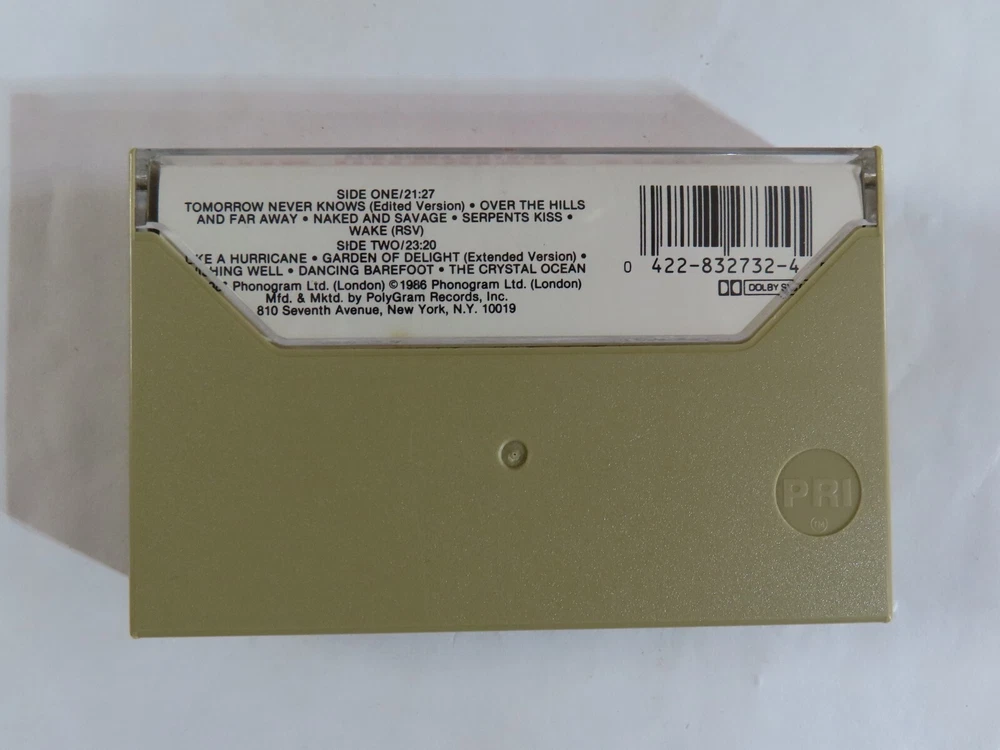 SIDE ONE/21:27
TOMORROW NEVER KNOWS (Edited Version) • OVER THE HILLS
AND FAR AWAY • NAKED AND SAVAGE • SERPENTS KISS •
WAKE (RSV)
SIDE TWO/23:20
A HURRICANE • GARDEN OF DELIGHT (Extended Version) •
WELL • DANCING BAREFOOT • THE CRYSTAL OCEAN
Phonogram Ltd. (London) © 1986 Phonogram Ltd. (London)
Mfd. & Mktd. by PolyGram Records, Inc.
810 Seventh Avenue, New York, N.Y. 10019
0 422-832732-4
DOLBY
PRI
TM